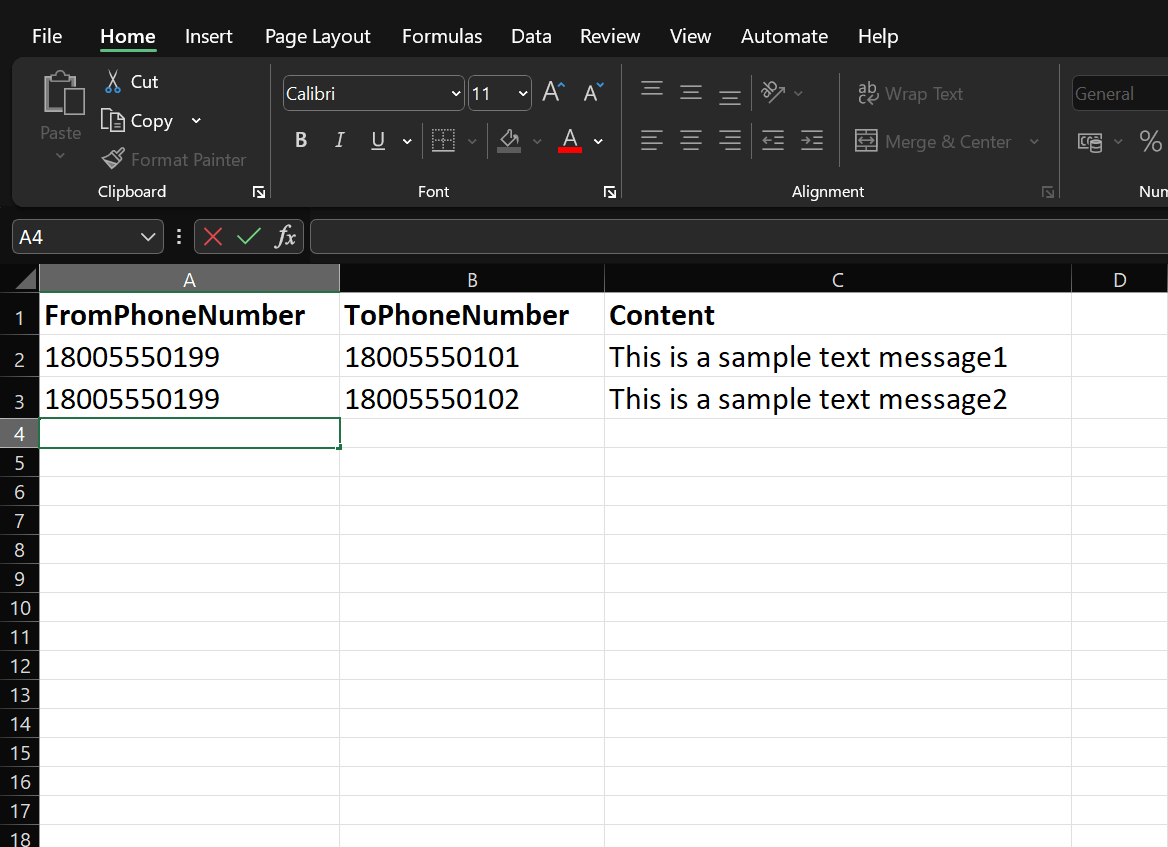 File Home Insert Page Layout Formulas Data Review View Automate Help
Cut
Copy
Paste
Format Painter
Clipboard
Calibri 11 A A
B I U A
Font
ab Wrap Text
Merge & Center
Alignment
General
%
Num
A4 fx
A B C D
1 FromPhoneNumber ToPhoneNumber Content
2 18005550199 18005550101 This is a sample text message1
3 18005550199 18005550102 This is a sample text message2
4
5
6
7
8
9
10
11
12
13
14
15
16
17
18